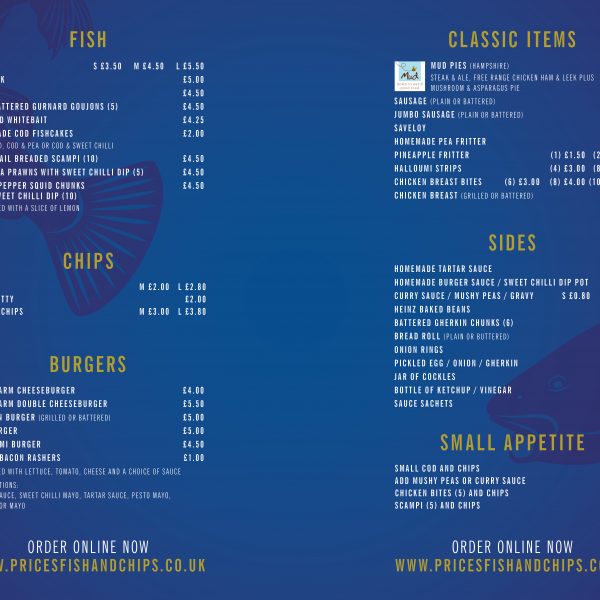 FISH
S £3.50 M £4.50 L £5.50
K £5.00
£4.50
ATTERED GURNARD GOUJONS (5) £4.50
D WHITEBAIT £4.25
ADE COD FISHCAKES £2.00
D, COD & PEA OR COD & SWEET CHILLI
AIL BREADED SCAMPI (10) £4.50
A PRAWNS WITH SWEET CHILLI DIP (5) £4.50
PEPPER SQUID CHUNKS £4.50
WEET CHILLI DIP (10)
ED WITH A SLICE OF LEMON
CHIPS
M £2.00 L £2.80
TTY £2.00
CHIPS M £3.00 L £3.80
BURGERS
ARM CHEESEBURGER £4.00
ARM DOUBLE CHEESEBURGER £5.50
N BURGER (GRILLED OR BATTERED) £5.00
RGER £5.00
MI BURGER £4.50
BACON RASHERS £1.00
ED WITH LETTUCE, TOMATO, CHEESE AND A CHOICE OF SAUCE
TIONS:
AUCE, SWEET CHILLI MAYO, TARTAR SAUCE, PESTO MAYO,
OR MAYO
ORDER ONLINE NOW
W.PRICESFISHANDCHIPS.CO.UK
CLASSIC ITEMS
Mud
MUD PIES (HAMPSHIRE)
STEAK & ALE, FREE RANGE CHICKEN HAM & LEEK PLUS
MUSHROOM & ASPARAGUS PIE
SAUSAGE (PLAIN OR BATTERED)
JUMBO SAUSAGE (PLAIN OR BATTERED)
SAVELOY
HOMEMADE PEA FRITTER
PINEAPPLE FRITTER (1) £1.50 (2
HALLOUMI STRIPS (4) £3.00 (8
CHICKEN BREAST BITES (6) £3.00 (8) £4.00 (10
CHICKEN BREAST (GRILLED OR BATTERED)
SIDES
HOMEMADE TARTAR SAUCE
HOMEMADE BURGER SAUCE / SWEET CHILLI DIP POT
CURRY SAUCE / MUSHY PEAS / GRAVY S £0.80
HEINZ BAKED BEANS
BATTERED GHERKIN CHUNKS (6)
BREAD ROLL (PLAIN OR BUTTERED)
ONION RINGS
PICKLED EGG / ONION / GHERKIN
JAR OF COCKLES
BOTTLE OF KETCHUP / VINEGAR
SAUCE SACHETS
SMALL APPETITE
SMALL COD AND CHIPS
ADD MUSHY PEAS OR CURRY SAUCE
CHICKEN BITES (5) AND CHIPS
SCAMPI (5) AND CHIPS
ORDER ONLINE NOW
WWW.PRICESFISHANDCHIPS.CO